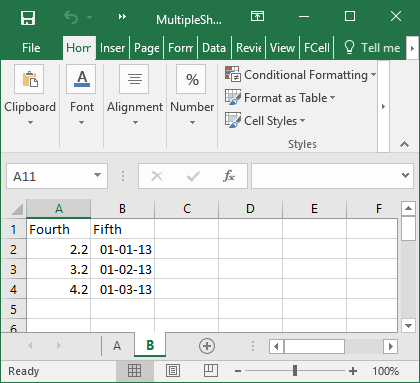 MultipleSh...
File Hom Inser Page Form Data Revie View FCell Tell me
Clipboard Font Alignment % Number Conditional Formatting
Format as Table
Cell Styles
Styles
A11 fx
A B C D E F
1 Fourth Fifth
2 2.2 01-01-13
3 3.2 01-02-13
4 4.2 01-03-13
5
6
A B
Ready 100%